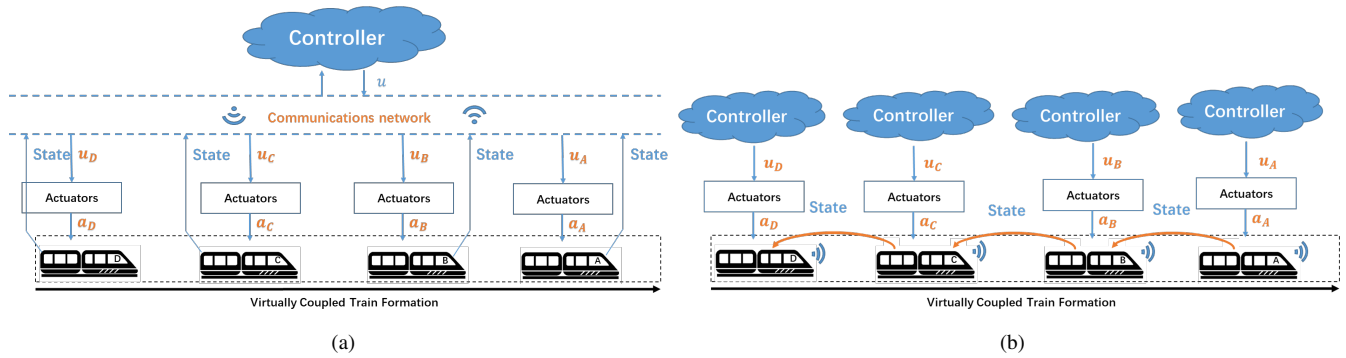 Controller
u
Communications network
State
u_D
State
u_C
u_B
State
u_A
State
Actuators
Actuators
Actuators
Actuators
a_D
a_C
a_B
a_A
D
C
B
A
Virtually Coupled Train Formation
(a)
Controller
Controller
Controller
Controller
u_D
u_C
u_B
u_A
Actuators
Actuators
Actuators
Actuators
State
State
State
a_D
a_C
a_B
a_A
D
C
B
A
Virtually Coupled Train Formation
(b)